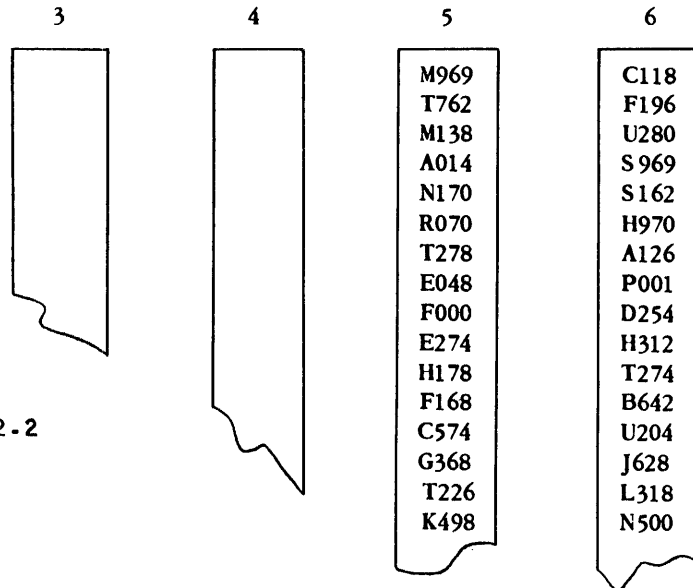 3 4 5 6
M969 C118
T762 F196
M138 U280
A014 S969
N170 S162
R070 H970
T278 A126
E048 P001
F000 D254
E274 H312
H178 T274
F168 B642
2-2 C574 U204
G368 J628
T226 L318
K498 N500